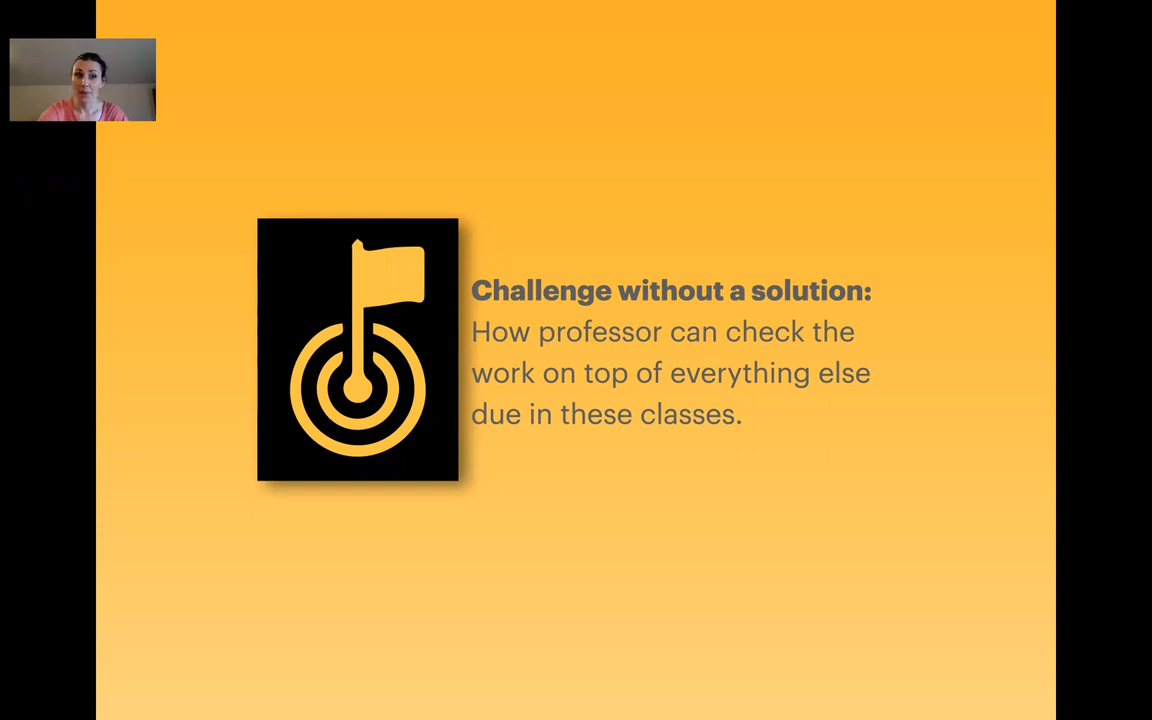 Challenge without a solution:
How professor can check the
work on top of everything else
due in these classes.